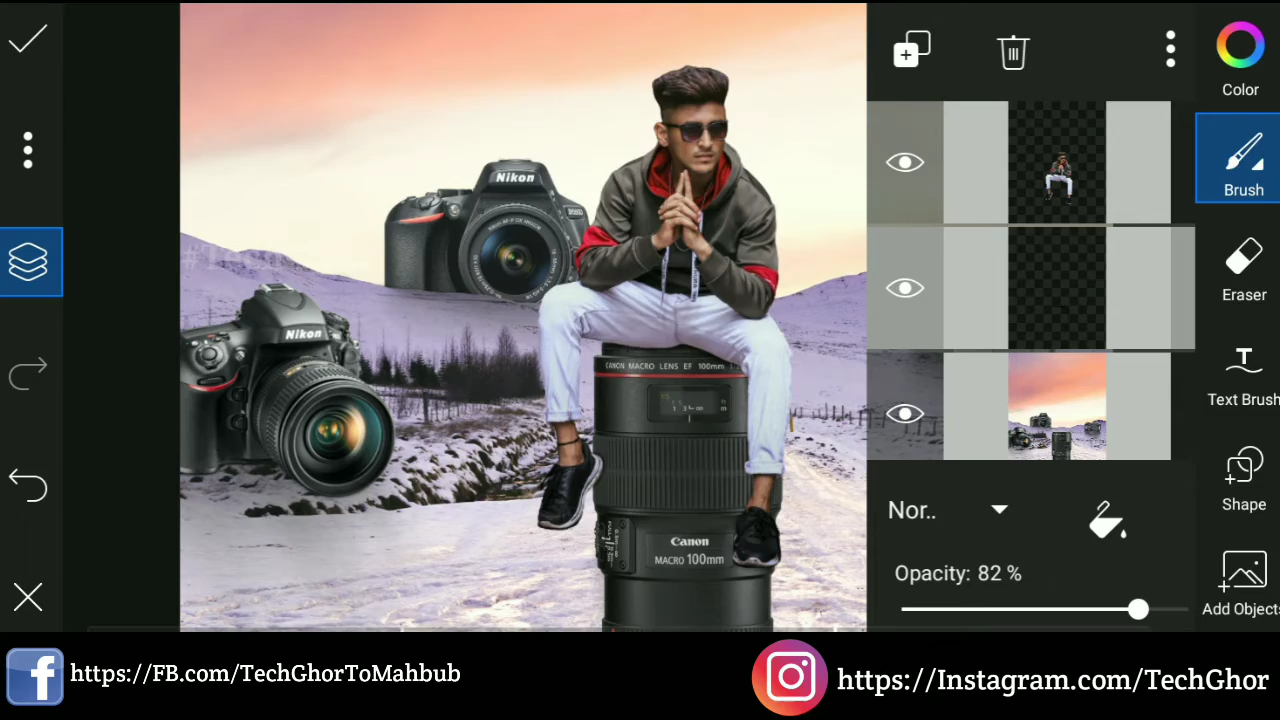 Color
Brush
Eraser
Text Brush
Shape
Add Objects
Nor..
Opacity: 82 %
Nikon
Nikon
CANON MACRO LENS EF 100mm
Canon
MACRO 100mm
https://FB.com/TechGhorToMahbub
https://Instagram.com/TechGhor